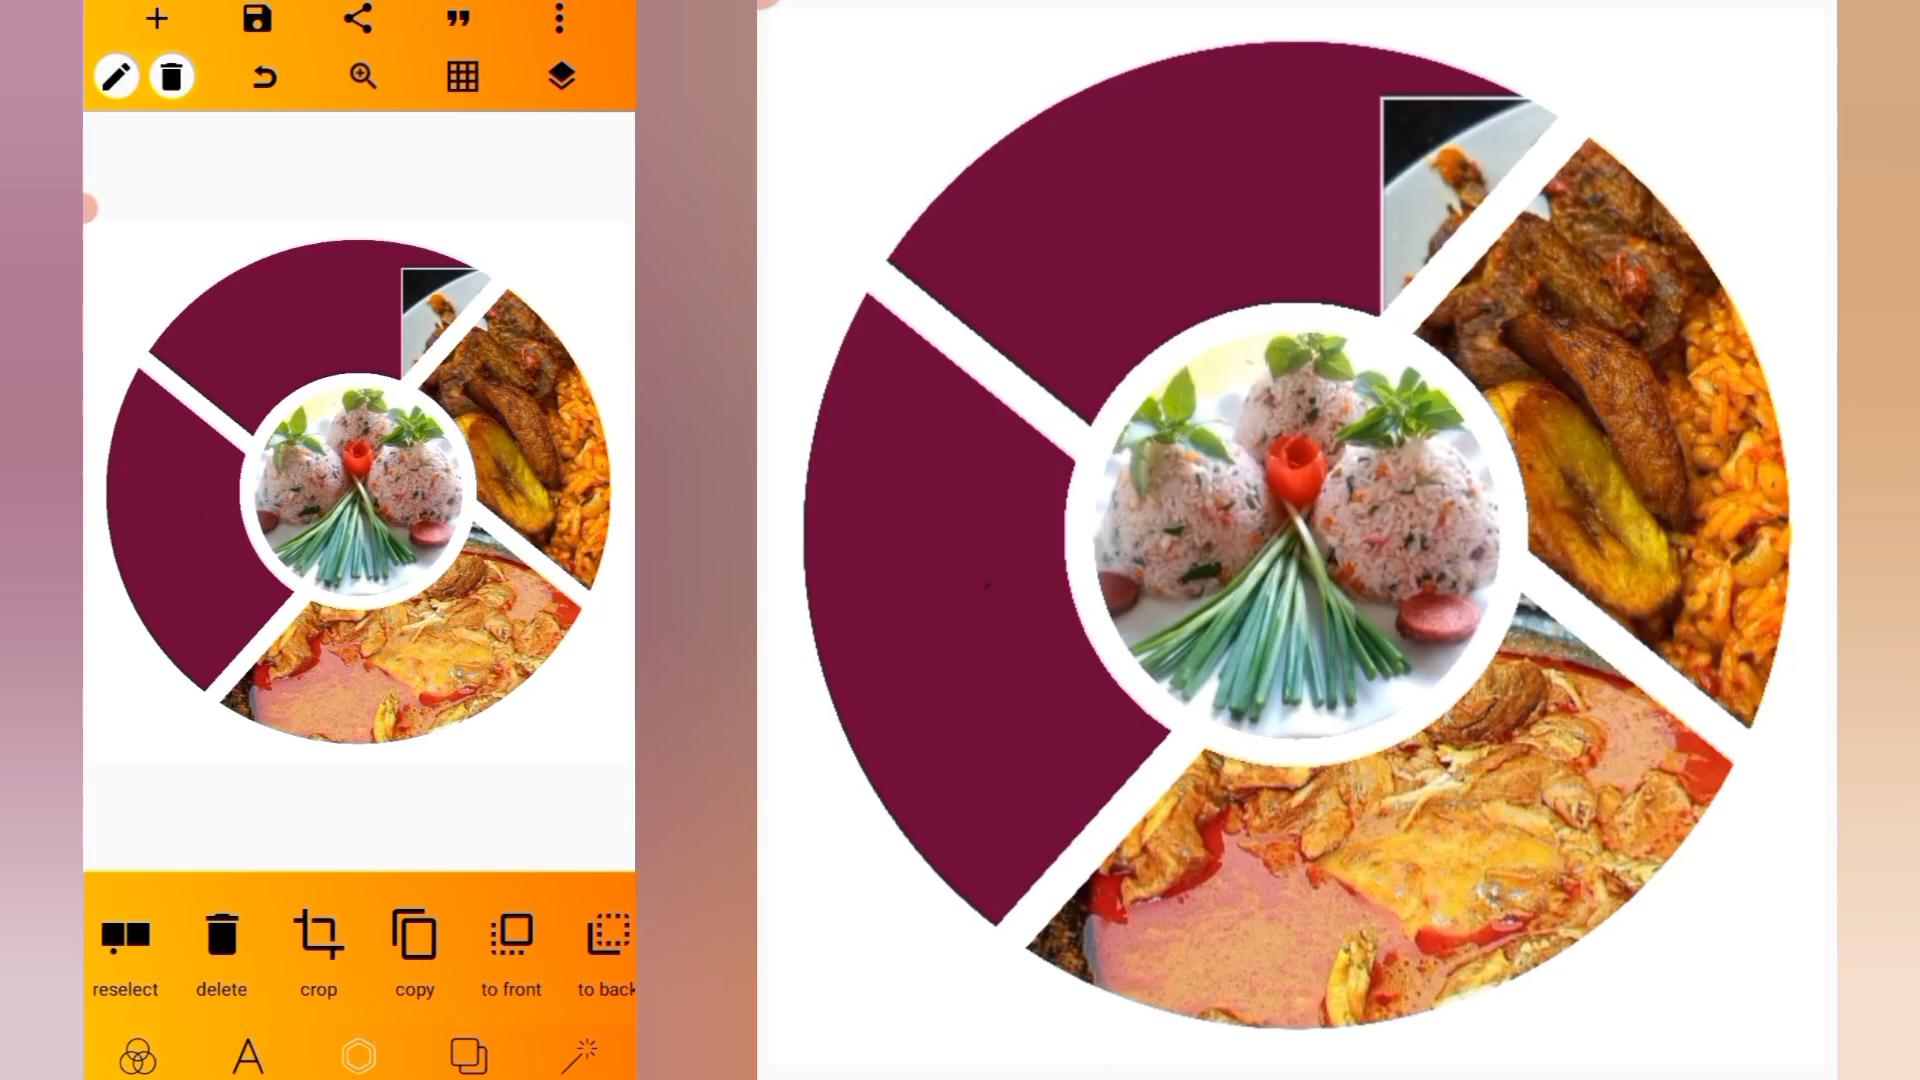 reselect
delete
crop
copy
to front
to back